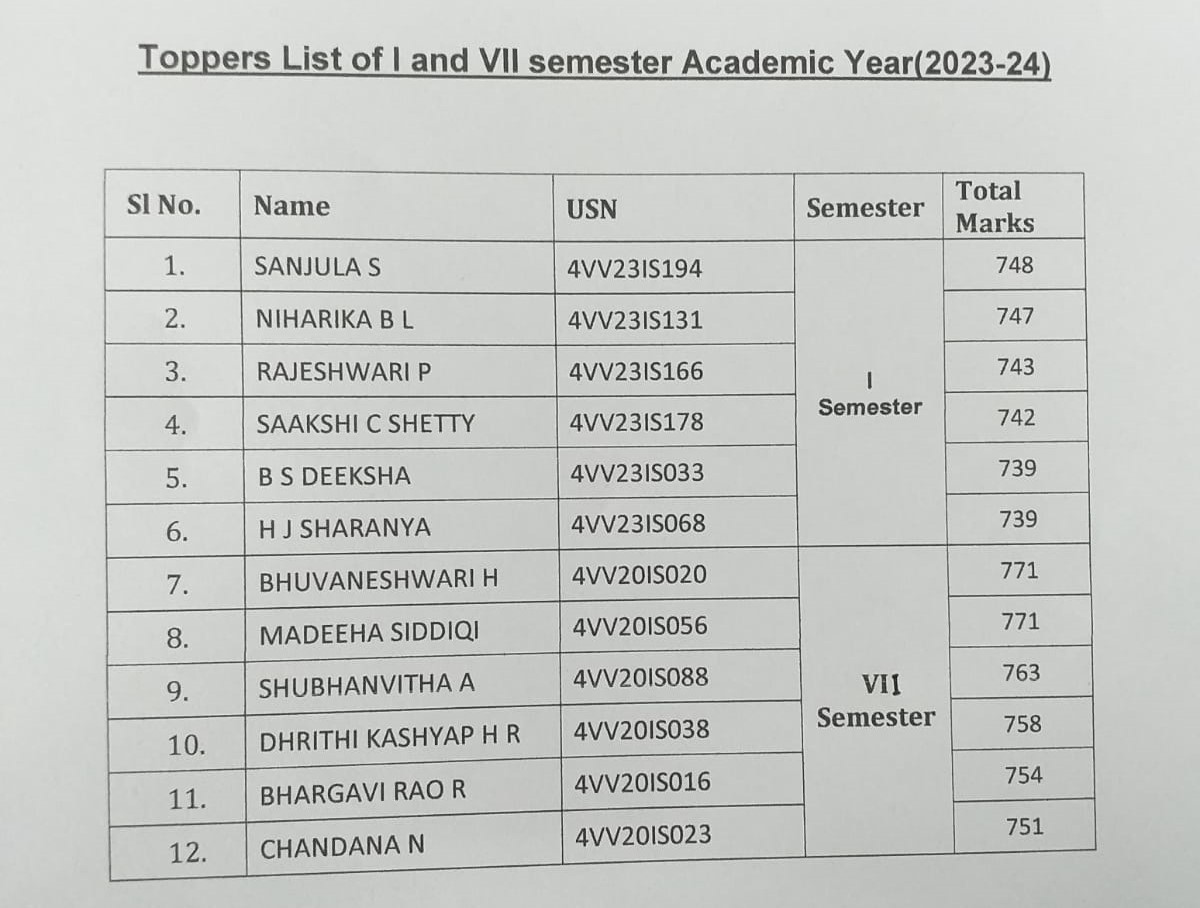 Toppers List of I and VII semester Academic Year(2023-24)
Sl No. Name USN Semester Total Marks
1. SANJULA S 4VV23IS194 748
2. NIHARIKA B L 4VV23IS131 747
3. RAJESHWARI P 4VV23IS166 743
I Semester
4. SAAKSHI C SHETTY 4VV23IS178 742
5. B S DEEKSHA 4VV23IS033 739
6. H J SHARANYA 4VV23IS068 739
7. BHUVANESHWARI H 4VV20IS020 771
8. MADEEHA SIDDIQI 4VV20IS056 771
9. SHUBHANVITHA A 4VV20IS088 763
VII Semester
10. DHRITHI KASHYAP H R 4VV20IS038 758
11. BHARGAVI RAO R 4VV20IS016 754
12. CHANDANA N 4VV20IS023 751